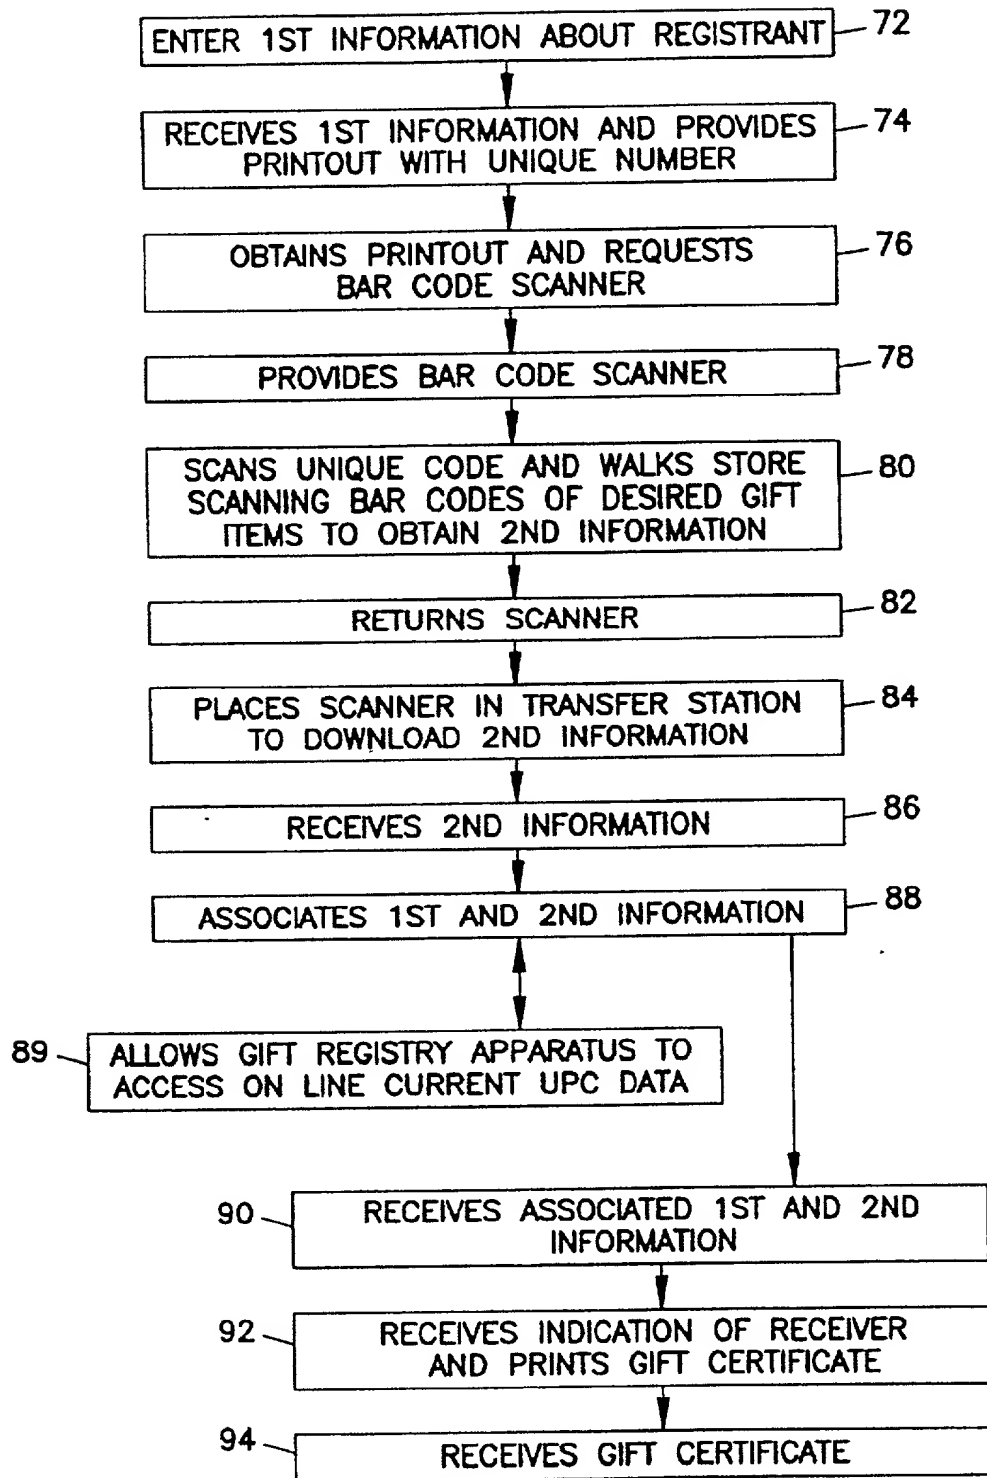 ENTER 1ST INFORMATION ABOUT REGISTRANT
72
RECEIVES 1ST INFORMATION AND PROVIDES
PRINTOUT WITH UNIQUE NUMBER
74
OBTAINS PRINTOUT AND REQUESTS
BAR CODE SCANNER
76
PROVIDES BAR CODE SCANNER
78
SCANS UNIQUE CODE AND WALKS STORE
SCANNING BAR CODES OF DESIRED GIFT
ITEMS TO OBTAIN 2ND INFORMATION
80
RETURNS SCANNER
82
PLACES SCANNER IN TRANSFER STATION
TO DOWNLOAD 2ND INFORMATION
84
RECEIVES 2ND INFORMATION
86
ASSOCIATES 1ST AND 2ND INFORMATION
88
89
ALLOWS GIFT REGISTRY APPARATUS TO
ACCESS ON LINE CURRENT UPC DATA
90
RECEIVES ASSOCIATED 1ST AND 2ND
INFORMATION
92
RECEIVES INDICATION OF RECEIVER
AND PRINTS GIFT CERTIFICATE
94
RECEIVES GIFT CERTIFICATE